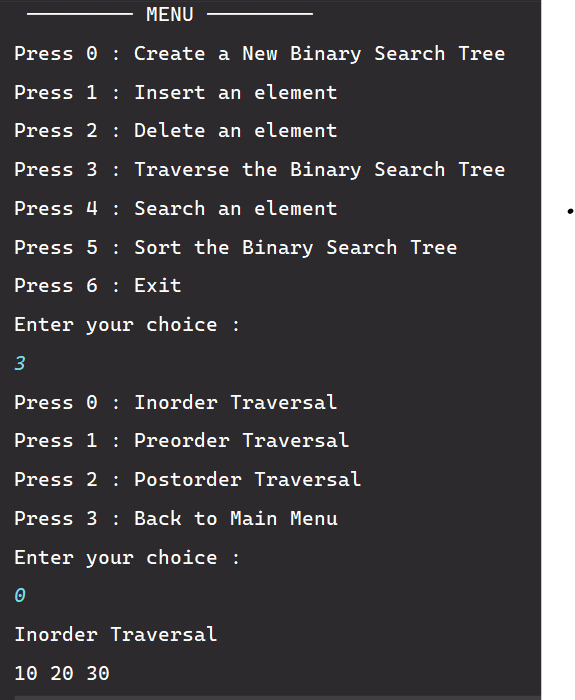 ───────── MENU ─────────
Press 0 : Create a New Binary Search Tree
Press 1 : Insert an element
Press 2 : Delete an element
Press 3 : Traverse the Binary Search Tree
Press 4 : Search an element
Press 5 : Sort the Binary Search Tree
Press 6 : Exit
Enter your choice :
3
Press 0 : Inorder Traversal
Press 1 : Preorder Traversal
Press 2 : Postorder Traversal
Press 3 : Back to Main Menu
Enter your choice :
0
Inorder Traversal
10 20 30